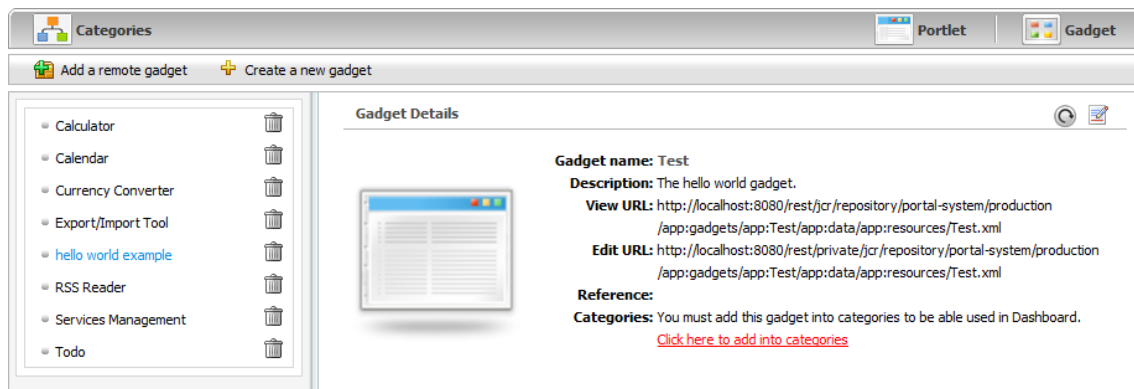 Categories
Portlet
Gadget
Add a remote gadget
Create a new gadget
Calculator
Calendar
Currency Converter
Export/Import Tool
hello world example
RSS Reader
Services Management
Todo
Gadget Details
Gadget name: Test
Description: The hello world gadget.
View URL: http://localhost:8080/rest/jcr/repository/portal-system/production
/app:gadgets/app:Test/app:data/app:resources/Test.xml
Edit URL: http://localhost:8080/rest/private/jcr/repository/portal-system/production
/app:gadgets/app:Test/app:data/app:resources/Test.xml
Reference:
Categories: You must add this gadget into categories to be able used in Dashboard.
Click here to add into categories